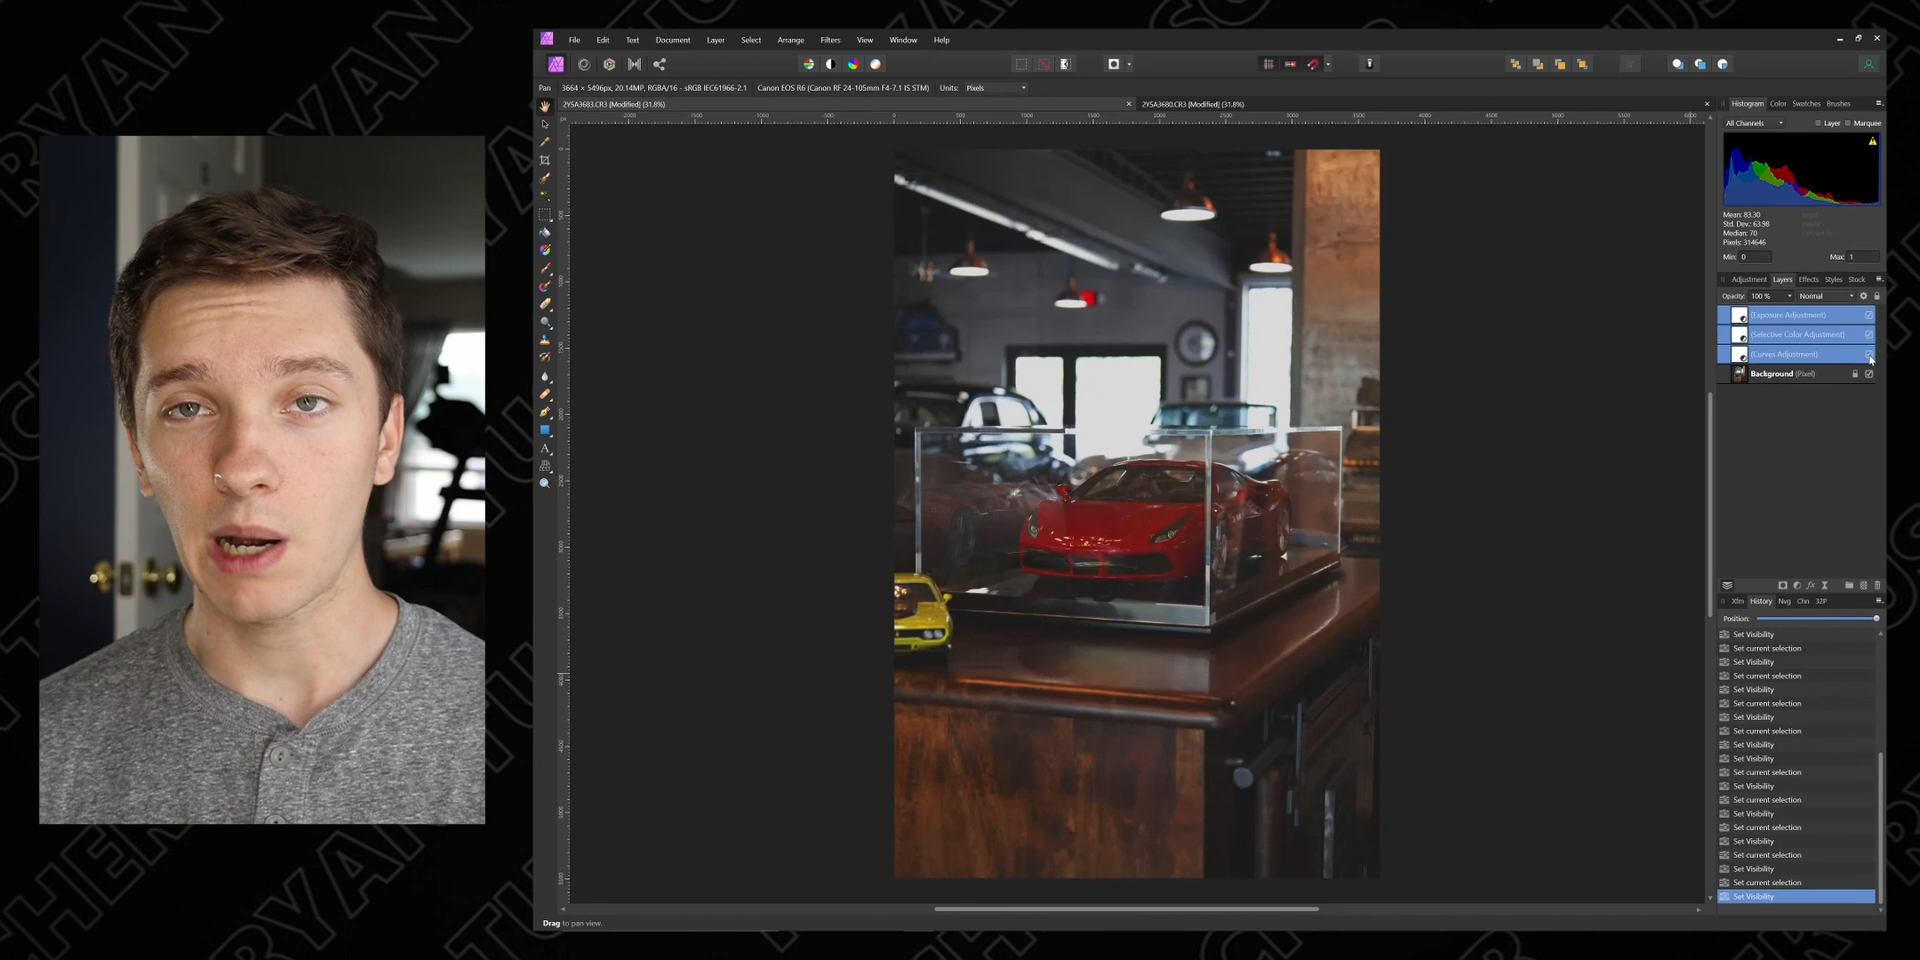 File Edit Text Document Layer Select Arrange Filters View Window Help
Pan 3664 × 5496px, 20.14MP, RGBA/16 - sRGB IEC61966-2.1 Canon EOS R6 (Canon RF 24-105mm F4-7.1 IS STM) Units: Pixels
2Y5A3683.CR3 [Modified] (31.8%)
2Y5A3680.CR3 [Modified] (31.8%)
Histogram Color Swatches Brushes
All Channels Layer Marquee
Mean: 83.30
Std. Dev.: 63.98
Median: 70
Pixels: 314646
Min: 0 Max: 1
Adjustment Layers Effects Styles Stock
Opacity: 100 % Normal
(Exposure Adjustment)
(Selective Color Adjustment)
(Curves Adjustment)
Background (Pixel)
Xfm History Nvg Chn 32P
Position:
Set Visibility
Set current selection
Set Visibility
Set current selection
Set Visibility
Set current selection
Set Visibility
Set current selection
Set Visibility
Set Visibility
Set current selection
Set Visibility
Set current selection
Set Visibility
Set current selection
Set Visibility
Set current selection
Set Visibility
Set current selection
Set Visibility
Drag to pan view.
RYAN